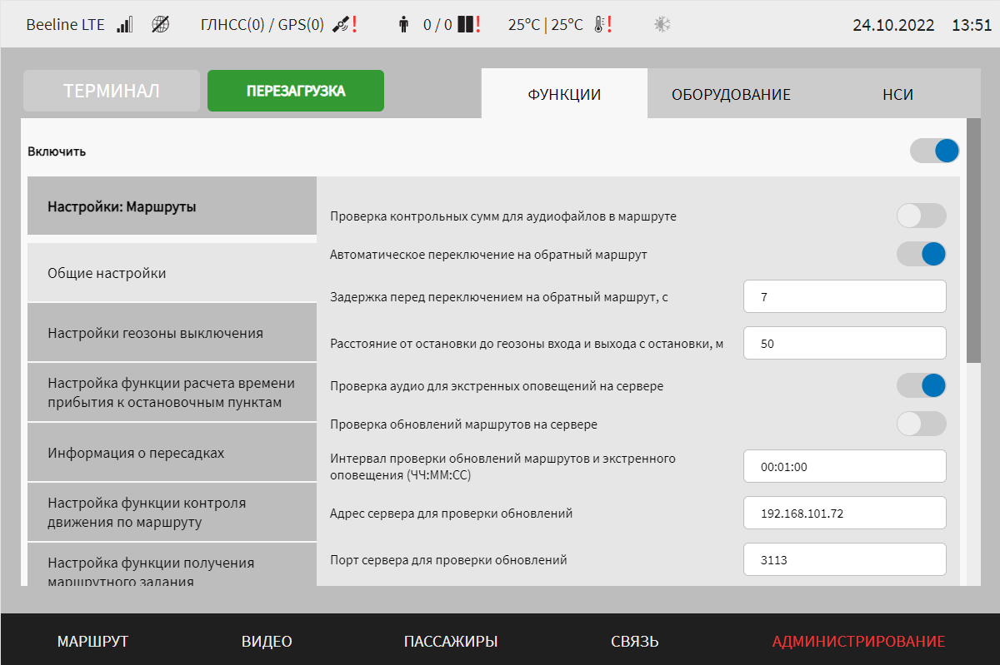 Beeline LTE ГЛНСС(0) / GPS(0) 0 / 0 25°C | 25°C 24.10.2022 13:51
ТЕРМИНАЛ ПЕРЕЗАГРУЗКА ФУНКЦИИ ОБОРУДОВАНИЕ НСИ
Включить
Настройки: Маршруты
Общие настройки
Настройки геозоны выключения
Настройка функции расчета времени
прибытия к остановочным пунктам
Информация о пересадках
Настройка функции контроля
движения по маршруту
Настройка функции получения
маршрутного задания
Проверка контрольных сумм для аудиофайлов в маршруте
Автоматическое переключение на обратный маршрут
Задержка перед переключением на обратный маршрут, с 7
Расстояние от остановки до геозоны входа и выхода с остановки, м 50
Проверка аудио для экстренных оповещений на сервере
Проверка обновлений маршрутов на сервере
Интервал проверки обновлений маршрутов и экстренного
оповещения (ЧЧ:ММ:СС) 00:01:00
Адрес сервера для проверки обновлений 192.168.101.72
Порт сервера для проверки обновлений 3113
МАРШРУТ ВИДЕО ПАССАЖИРЫ СВЯЗЬ АДМИНИСТРИРОВАНИЕ